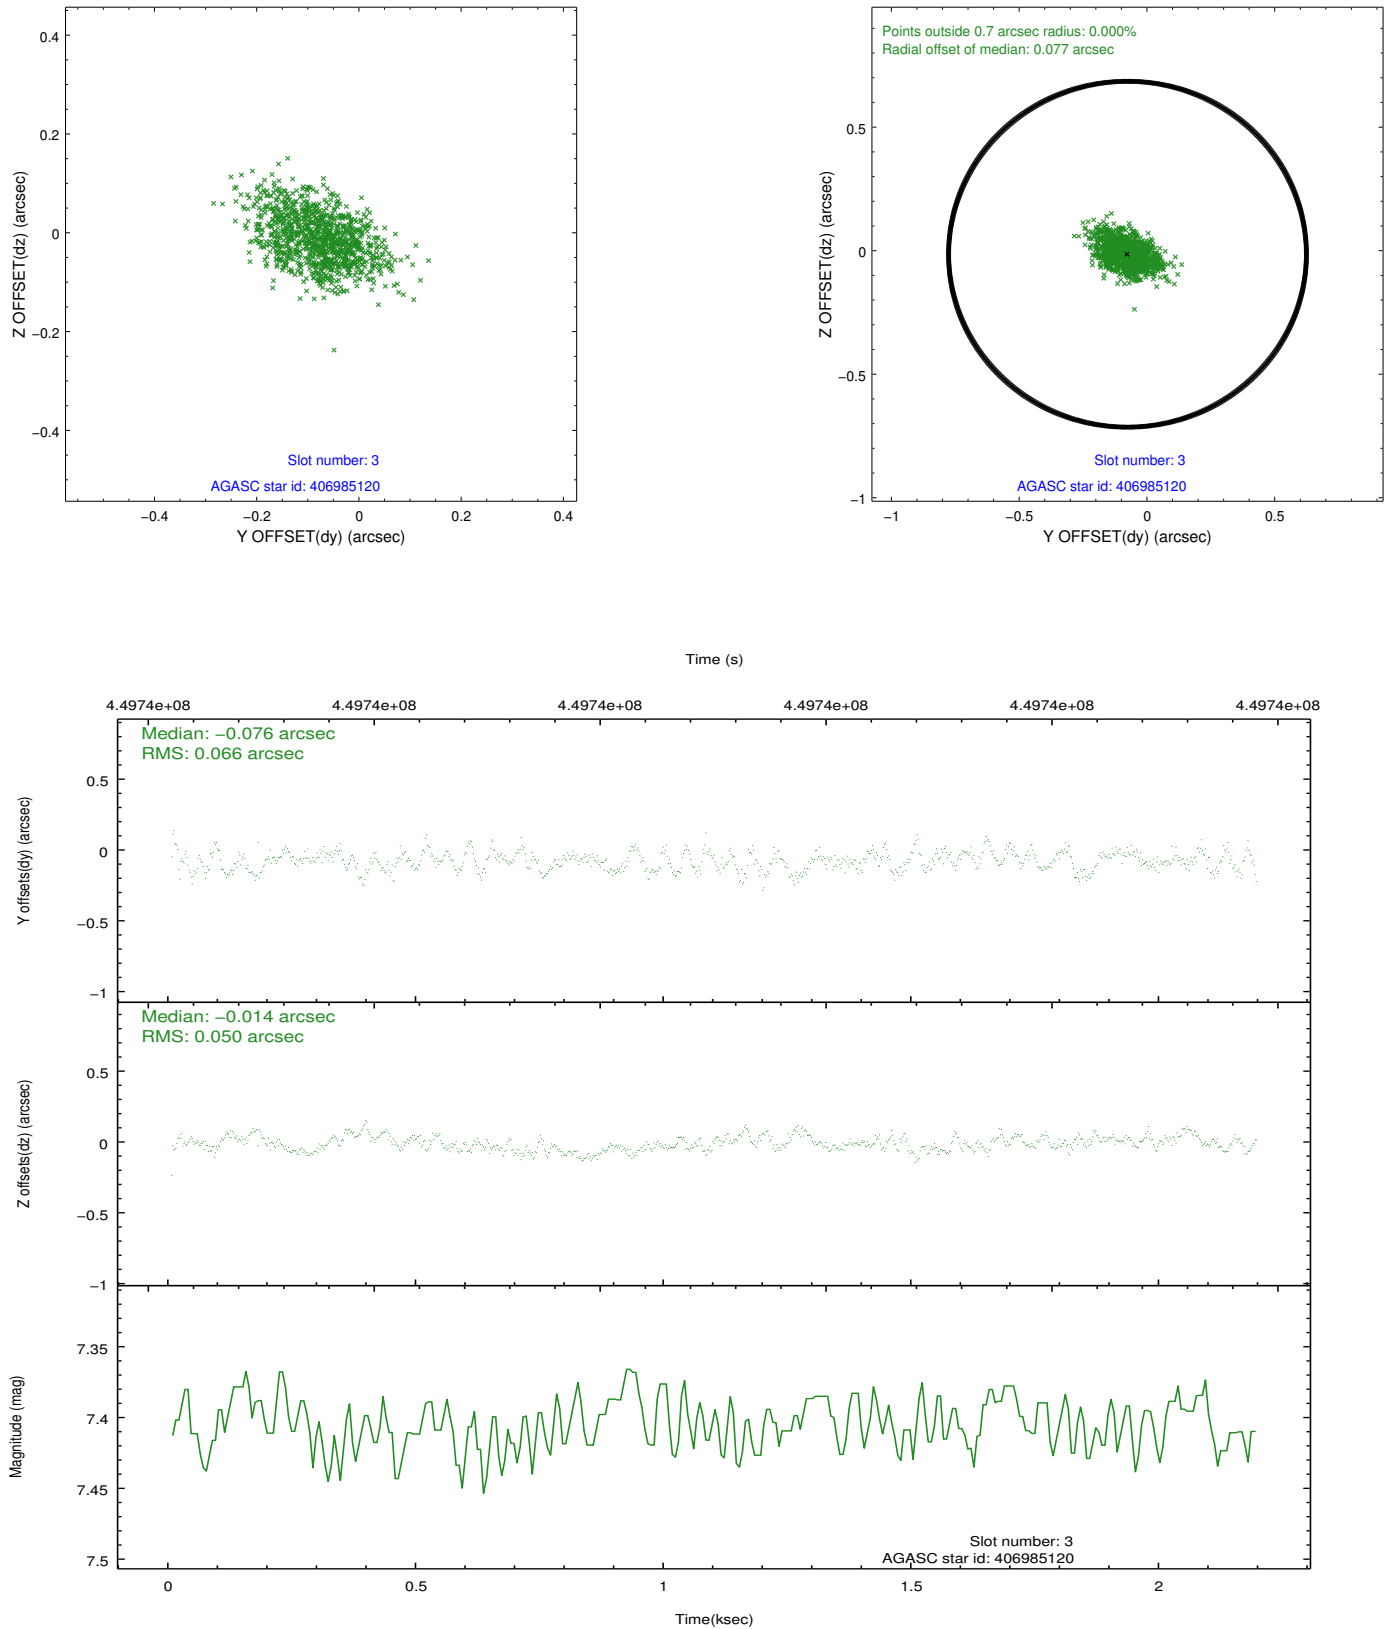 0.4
0.2
0
−0.2
−0.4
Z OFFSET(dz) (arcsec)
Slot number: 3
AGASC star id: 406985120
−0.4 −0.2 0 0.2 0.4
Y OFFSET(dy) (arcsec)
Points outside 0.7 arcsec radius: 0.000%
Radial offset of median: 0.077 arcsec
0.5
0
−0.5
−1
Z OFFSET(dz) (arcsec)
Slot number: 3
AGASC star id: 406985120
−1 −0.5 0 0.5
Y OFFSET(dy) (arcsec)
Time (s)
4.4974e+08 4.4974e+08 4.4974e+08 4.4974e+08 4.4974e+08 4.4974e+08
Median: −0.076 arcsec
RMS: 0.066 arcsec
0.5
0
−0.5
−1
Y offsets(dy) (arcsec)
Median: −0.014 arcsec
RMS: 0.050 arcsec
0.5
0
−0.5
−1
Z offsets(dz) (arcsec)
7.35
7.4
7.45
7.5
Magnitude (mag)
Slot number: 3
AGASC star id: 406985120
0 0.5 1 1.5 2
Time(ksec)